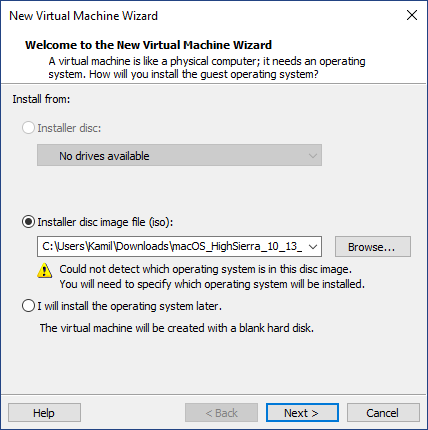 New Virtual Machine Wizard
Welcome to the New Virtual Machine Wizard
A virtual machine is like a physical computer; it needs an operating
system. How will you install the guest operating system?
Install from:
Installer disc:
No drives available
Installer disc image file (iso):
C:\Users\Kamil\Downloads\macOS_HighSierra_10_13_
Browse...
Could not detect which operating system is in this disc image.
You will need to specify which operating system will be installed.
I will install the operating system later.
The virtual machine will be created with a blank hard disk.
Help
< Back
Next >
Cancel